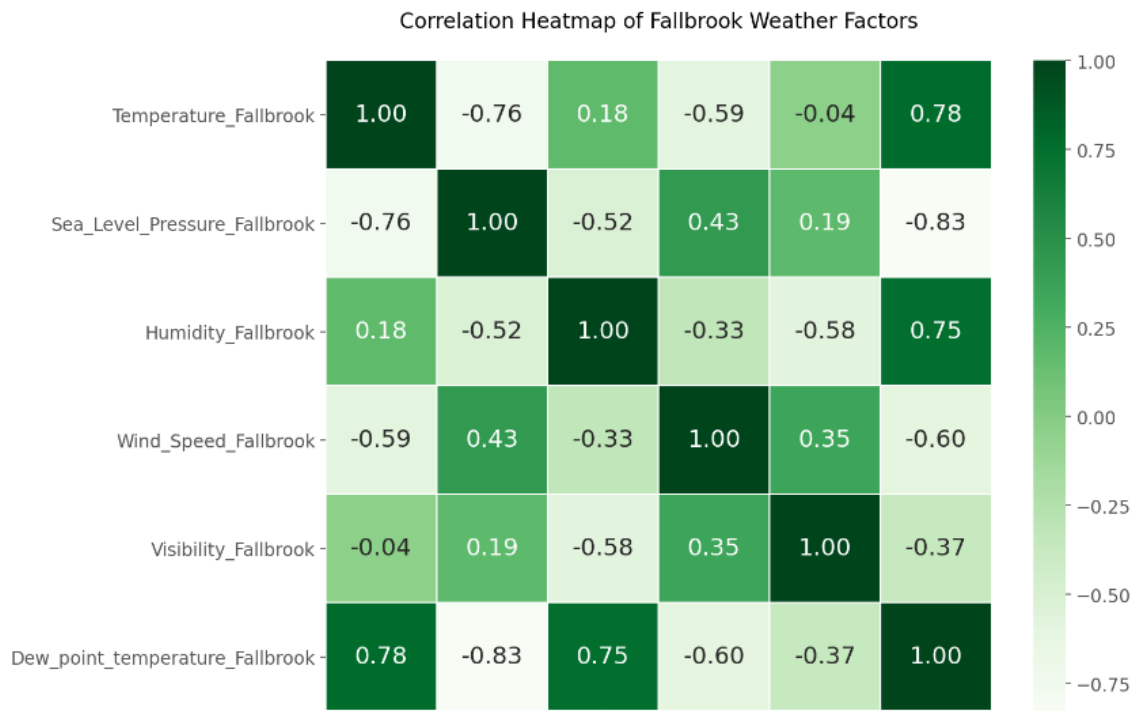 Correlation Heatmap of Fallbrook Weather Factors
Temperature_Fallbrook 1.00 -0.76 0.18 -0.59 -0.04 0.78
Sea_Level_Pressure_Fallbrook -0.76 1.00 -0.52 0.43 0.19 -0.83
Humidity_Fallbrook 0.18 -0.52 1.00 -0.33 -0.58 0.75
Wind_Speed_Fallbrook -0.59 0.43 -0.33 1.00 0.35 -0.60
Visibility_Fallbrook -0.04 0.19 -0.58 0.35 1.00 -0.37
Dew_point_temperature_Fallbrook 0.78 -0.83 0.75 -0.60 -0.37 1.00
1.00
0.75
0.50
0.25
0.00
−0.25
−0.50
−0.75